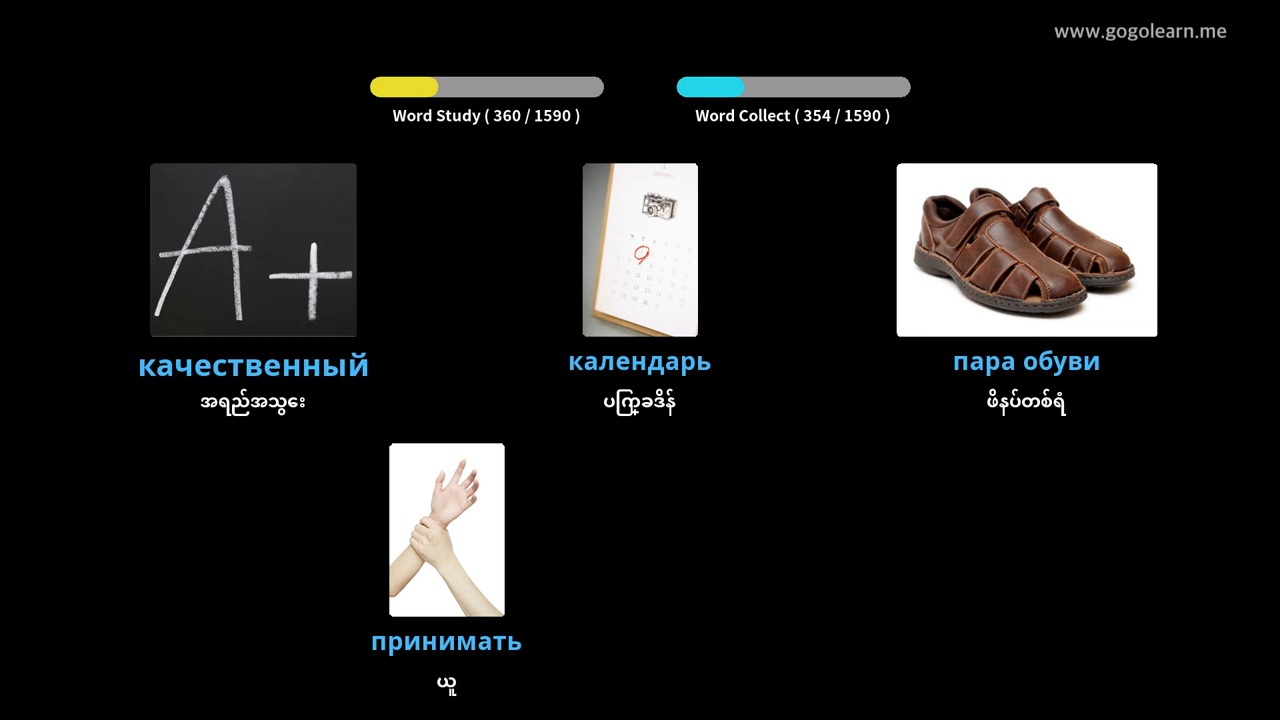 www.gogolearn.me
Word Study ( 360 / 1590 )
Word Collect ( 354 / 1590 )
A+
9
качественный
календарь
пара обуви
အရည်အသွေး
ပက္ခြဒိန်
ဖိနပ်တစ်ရံ
принимать
ယူ